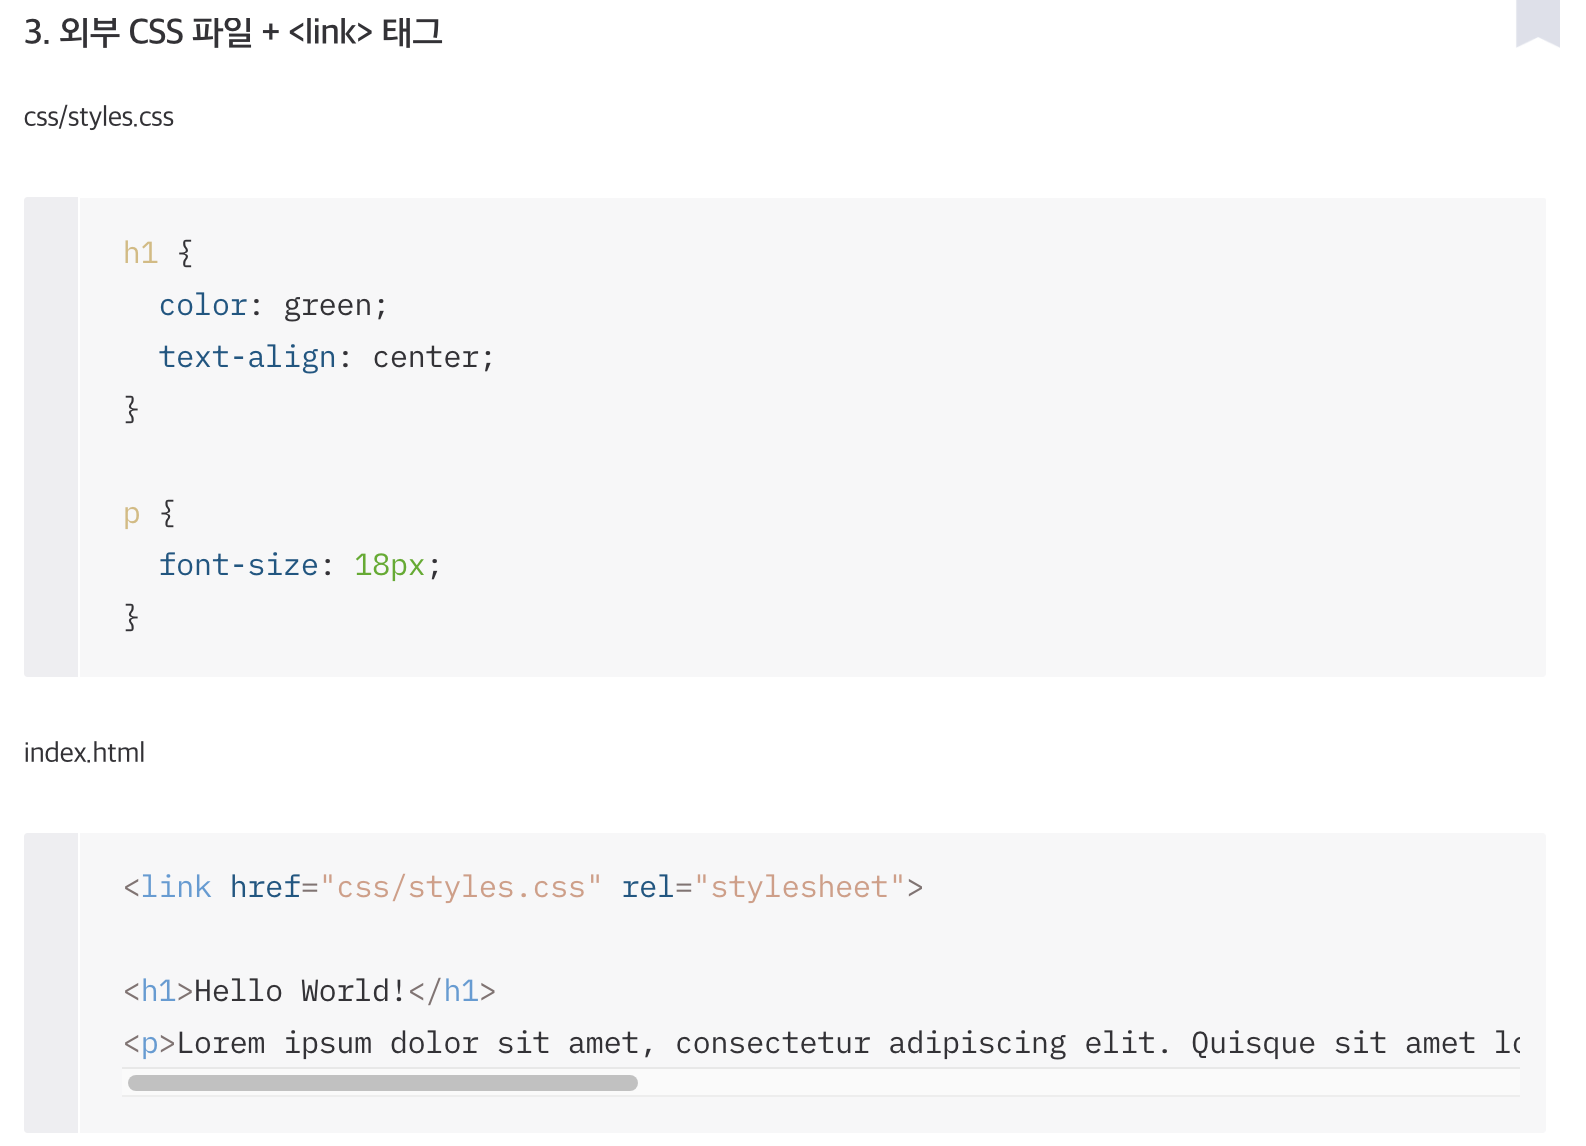 3. 외부 CSS 파일 + <link> 태그
css/styles.css
h1 {
  color: green;
  text-align: center;
}
p {
  font-size: 18px;
}
index.html
<link href="css/styles.css" rel="stylesheet">
<h1>Hello World!</h1>
<p>Lorem ipsum dolor sit amet, consectetur adipiscing elit. Quisque sit amet